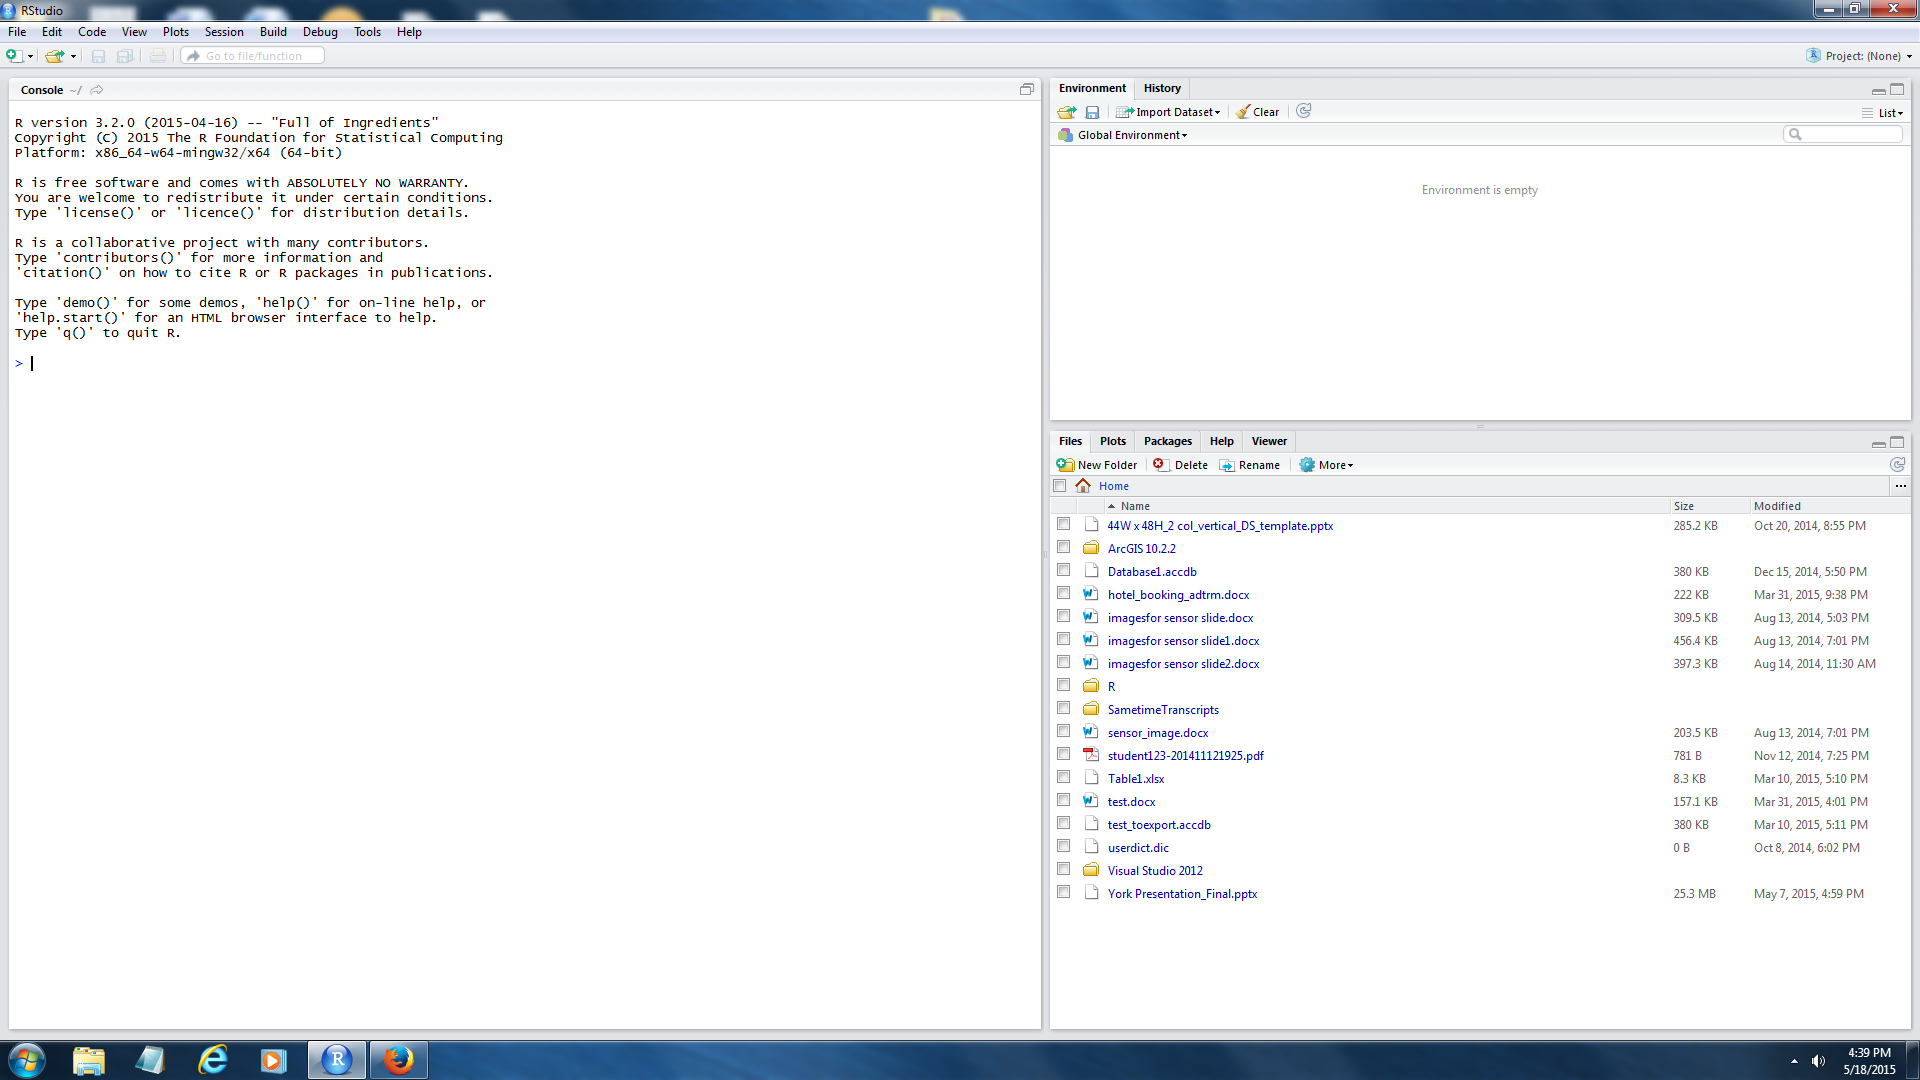 RStudio
File Edit Code View Plots Session Build Debug Tools Help
Go to file/function
Project: (None)
Console ~/
R version 3.2.0 (2015-04-16) -- "Full of Ingredients"
Copyright (C) 2015 The R Foundation for Statistical Computing
Platform: x86_64-w64-mingw32/x64 (64-bit)
R is free software and comes with ABSOLUTELY NO WARRANTY.
You are welcome to redistribute it under certain conditions.
Type 'license()' or 'licence()' for distribution details.
R is a collaborative project with many contributors.
Type 'contributors()' for more information and
'citation()' on how to cite R or R packages in publications.
Type 'demo()' for some demos, 'help()' for on-line help, or
'help.start()' for an HTML browser interface to help.
Type 'q()' to quit R.
>
Environment History
Import Dataset Clear List
Global Environment
Environment is empty
Files Plots Packages Help Viewer
New Folder Delete Rename More
Home ...
Name Size Modified
44W x 48H_2 col_vertical_DS_template.pptx 285.2 KB Oct 20, 2014, 8:55 PM
ArcGIS 10.2.2
Database1.accdb 380 KB Dec 15, 2014, 5:50 PM
hotel_booking_adtrm.docx 222 KB Mar 31, 2015, 9:38 PM
imagesfor sensor slide.docx 309.5 KB Aug 13, 2014, 5:03 PM
imagesfor sensor slide1.docx 456.4 KB Aug 13, 2014, 7:01 PM
imagesfor sensor slide2.docx 397.3 KB Aug 14, 2014, 11:30 AM
R
SametimeTranscripts
sensor_image.docx 203.5 KB Aug 13, 2014, 7:01 PM
student123-201411121925.pdf 781 B Nov 12, 2014, 7:25 PM
Table1.xlsx 8.3 KB Mar 10, 2015, 5:10 PM
test.docx 157.1 KB Mar 31, 2015, 4:01 PM
test_toexport.accdb 380 KB Mar 10, 2015, 5:11 PM
userdict.dic 0 B Oct 8, 2014, 6:02 PM
Visual Studio 2012
York Presentation_Final.pptx 25.3 MB May 7, 2015, 4:59 PM
R
4:39 PM
5/18/2015